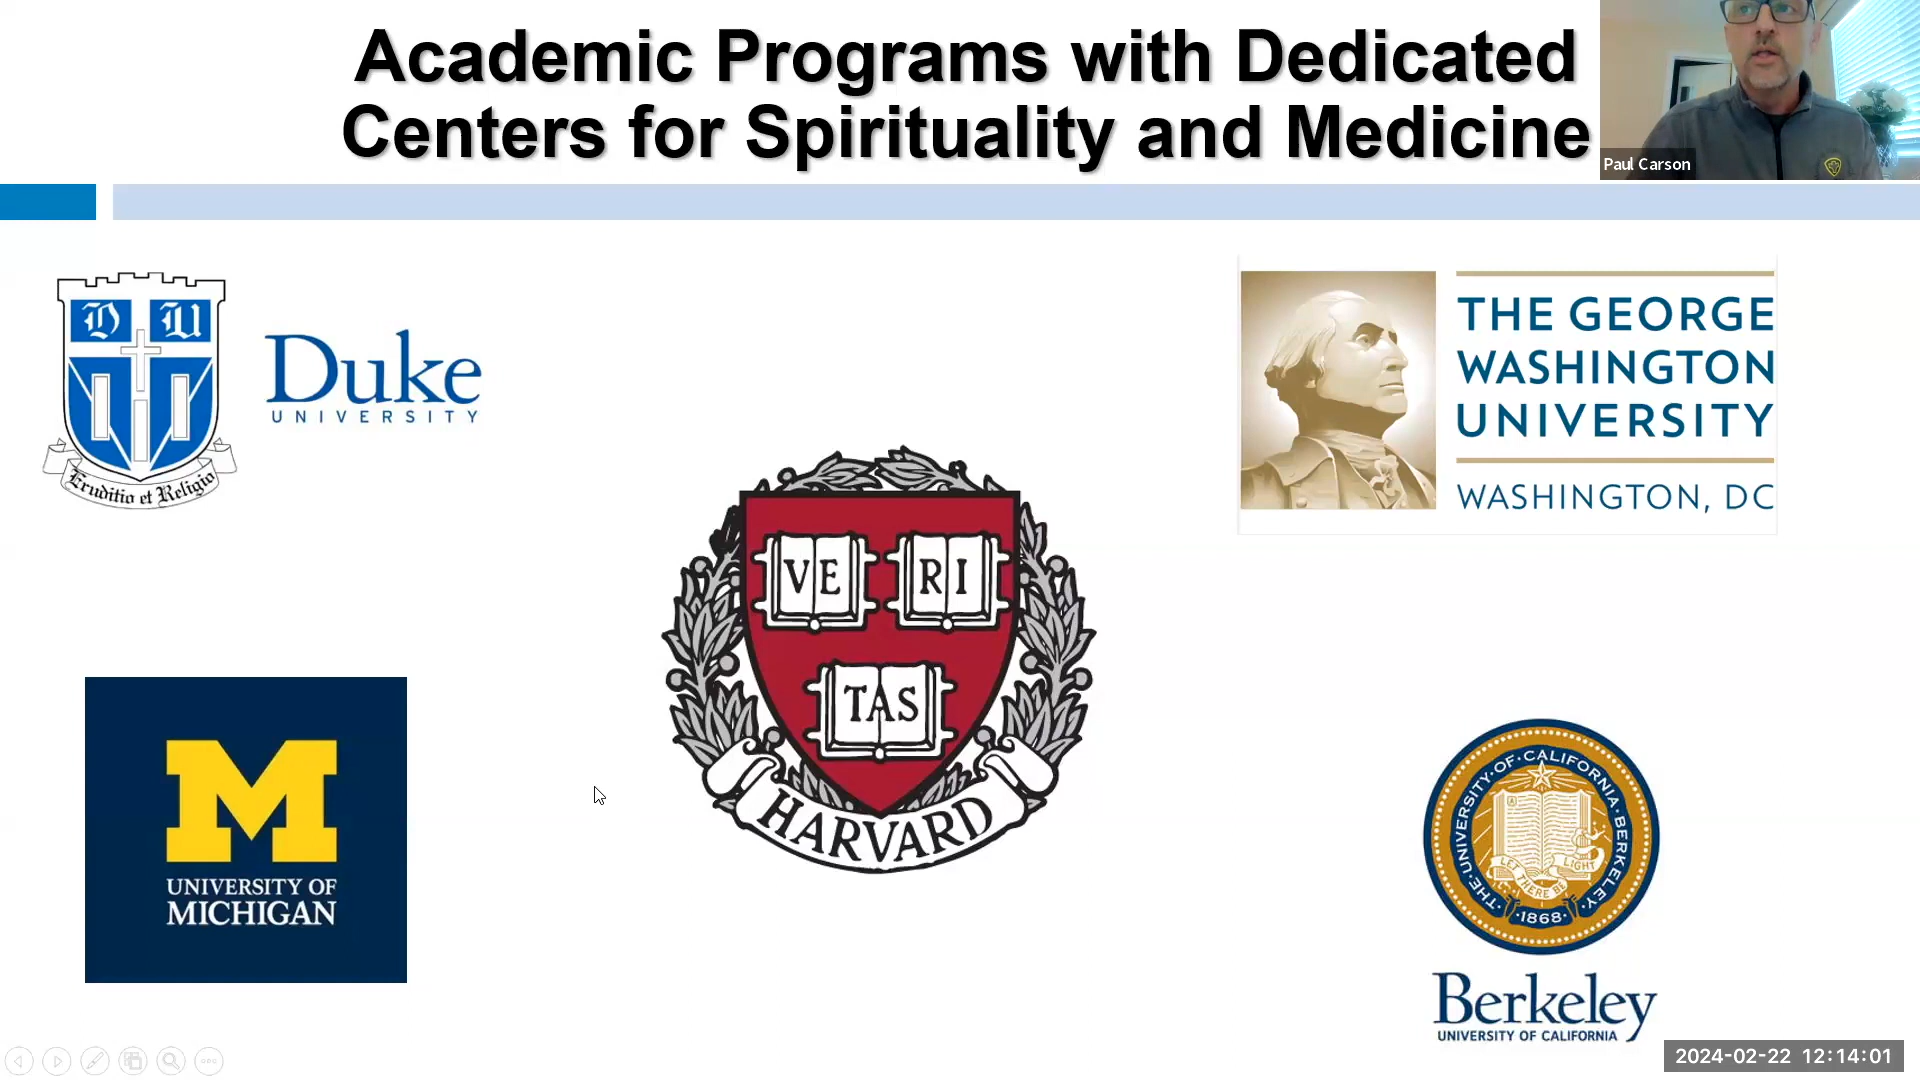 Academic Programs with Dedicated
Centers for Spirituality and Medicine
Paul Carson
D U
Eruditio et Religio
Duke
UNIVERSITY
THE GEORGE
WASHINGTON
UNIVERSITY
WASHINGTON, DC
VE RI
TAS
HARVARD
M
UNIVERSITY OF
MICHIGAN
THE·UNIVERSITY·OF·CALIFORNIA·BERKELEY·
LET THERE BE LIGHT
·1868·
Berkeley
UNIVERSITY OF CALIFORNIA
2024-02-22 12:14:01